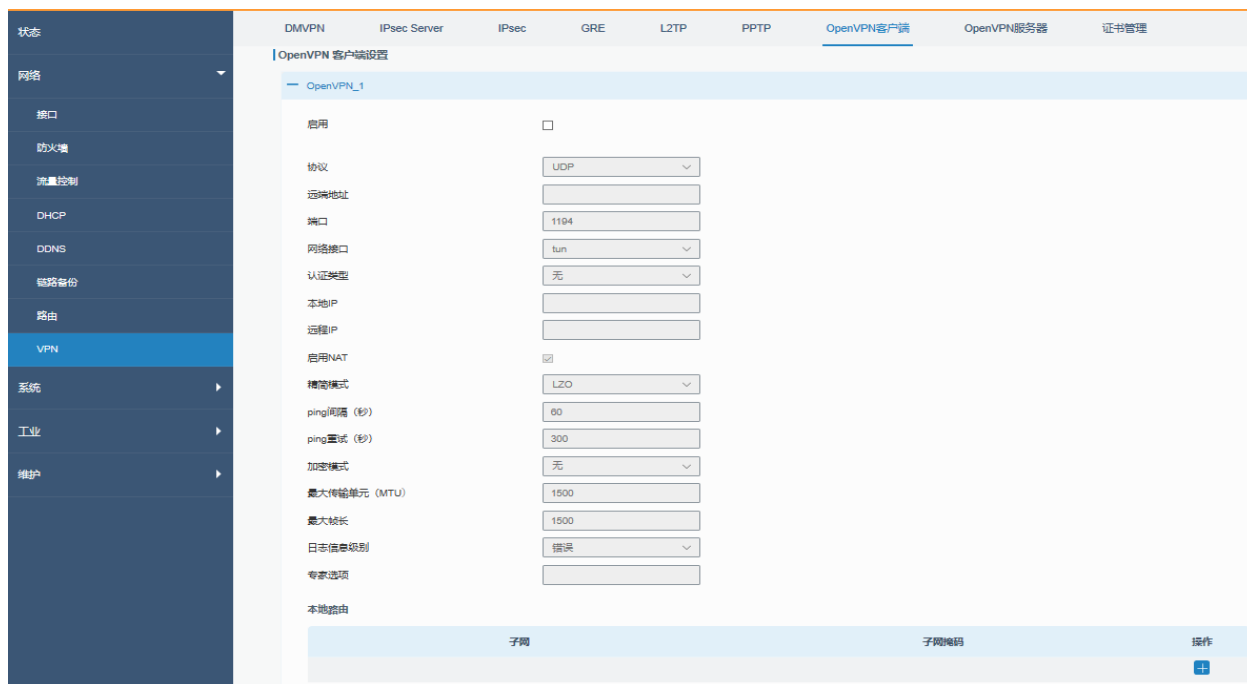 状态
网络
接口
防火墙
流量控制
DHCP
DDNS
链路备份
路由
VPN
系统
工业
维护
DMVPN IPsec Server IPsec GRE L2TP PPTP OpenVPN客户端 OpenVPN服务器 证书管理
OpenVPN 客户端设置
OpenVPN_1
启用
协议 UDP
远端地址
端口 1194
网络接口 tun
认证类型 无
本地IP
远程IP
启用NAT
精简模式 LZO
ping间隔（秒） 60
ping重试（秒） 300
加密模式 无
最大传输单元（MTU） 1500
最大帧长 1500
日志信息级别 错误
专家选项
本地路由
子网 子网掩码 操作